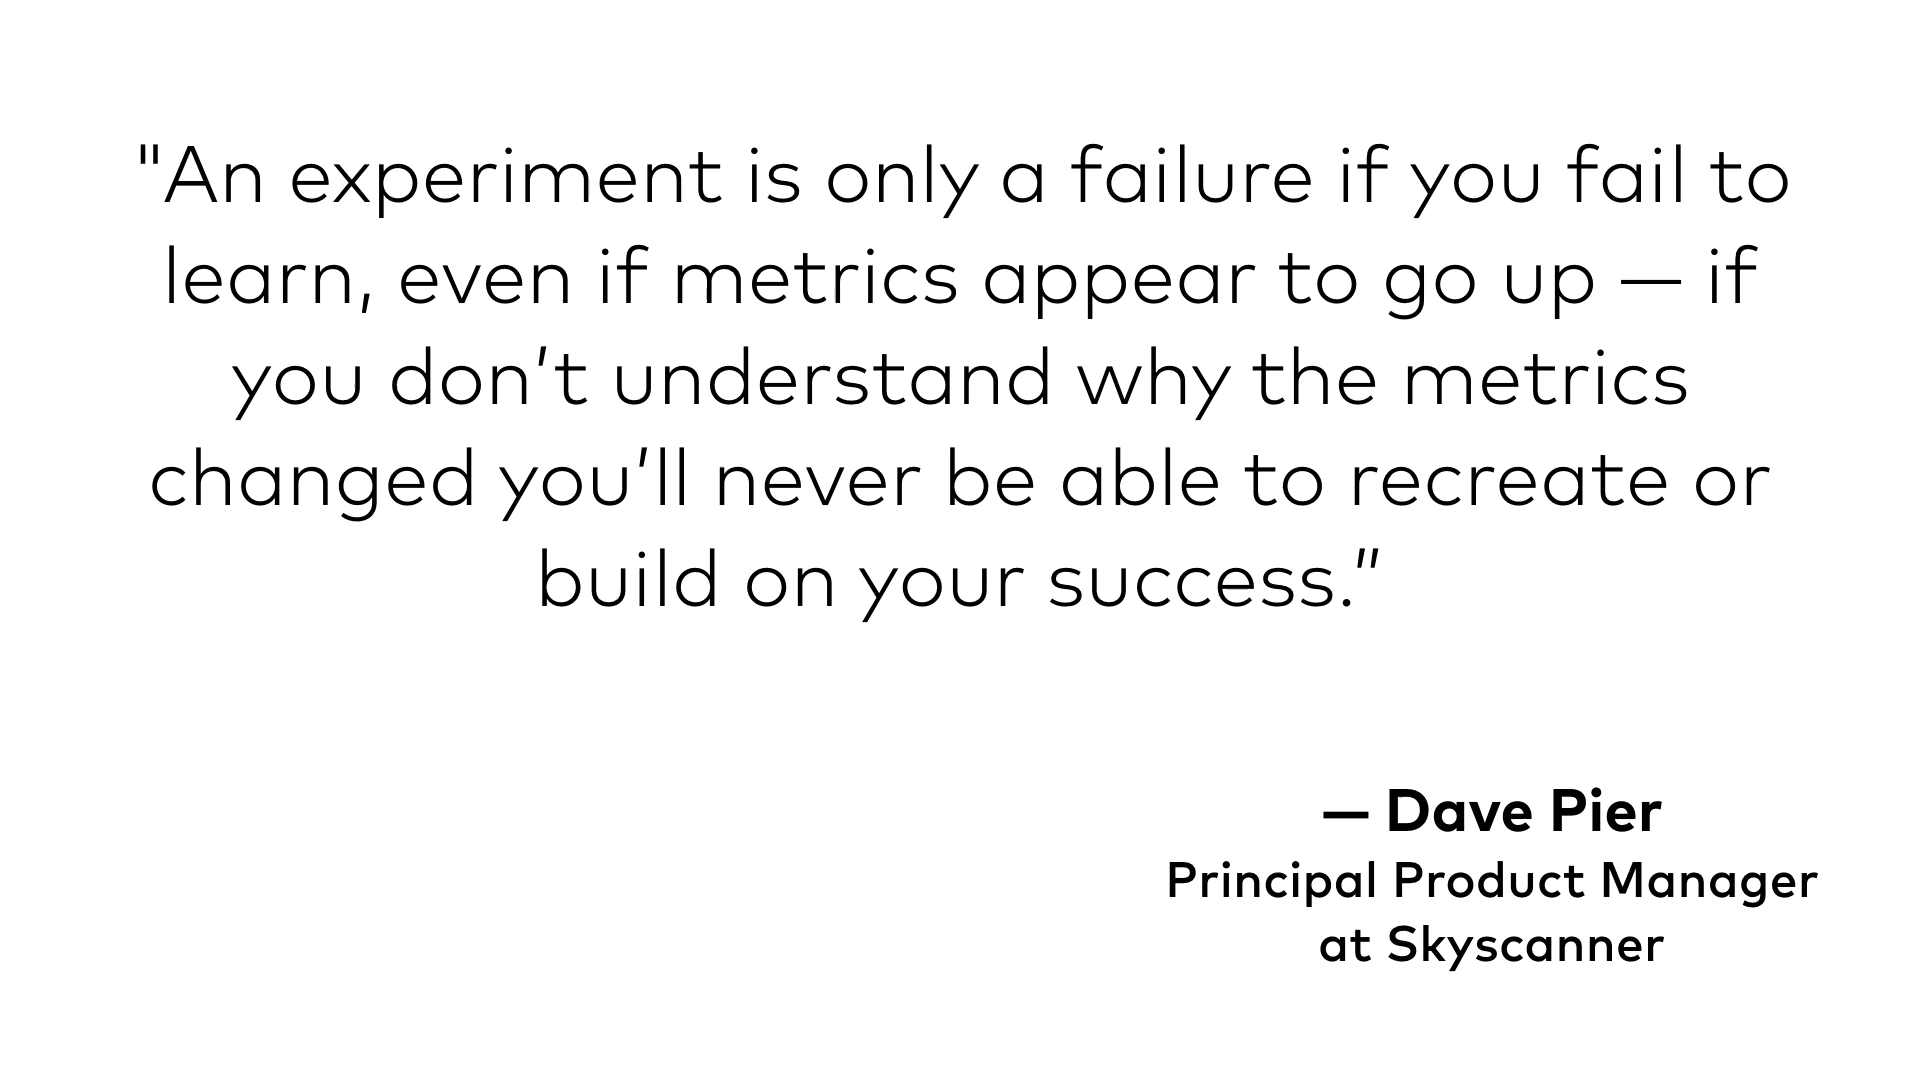 "An experiment is only a failure if you fail to
learn, even if metrics appear to go up — if
you don’t understand why the metrics
changed you’ll never be able to recreate or
build on your success.”
— Dave Pier
Principal Product Manager
at Skyscanner